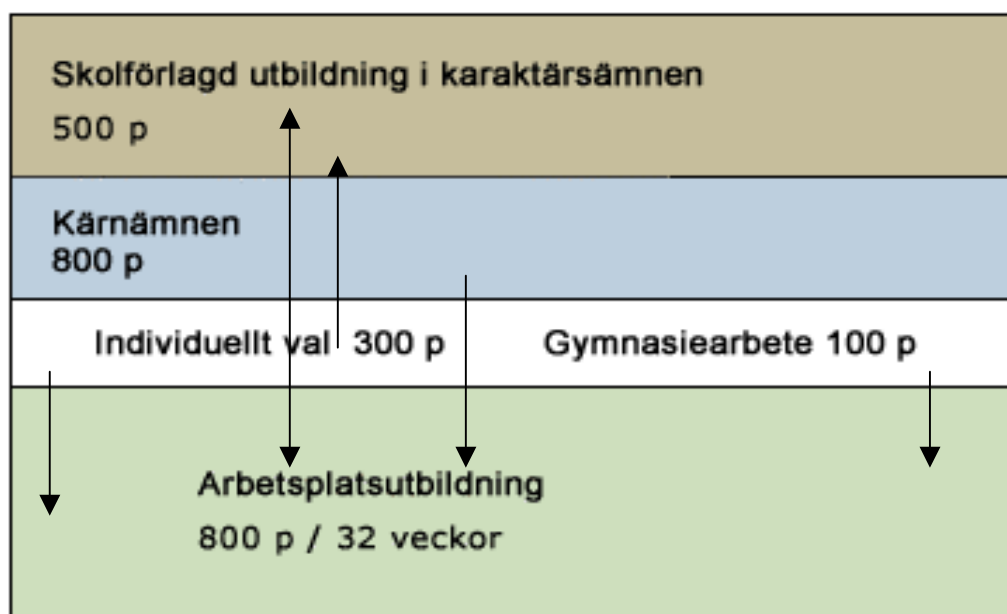 Skolförlagd utbildning i karaktärsämnen
500 p
Kärnämnen
800 p
Individuellt val 300 p
Gymnasiearbete 100 p
Arbetsplatsutbildning
800 p / 32 veckor